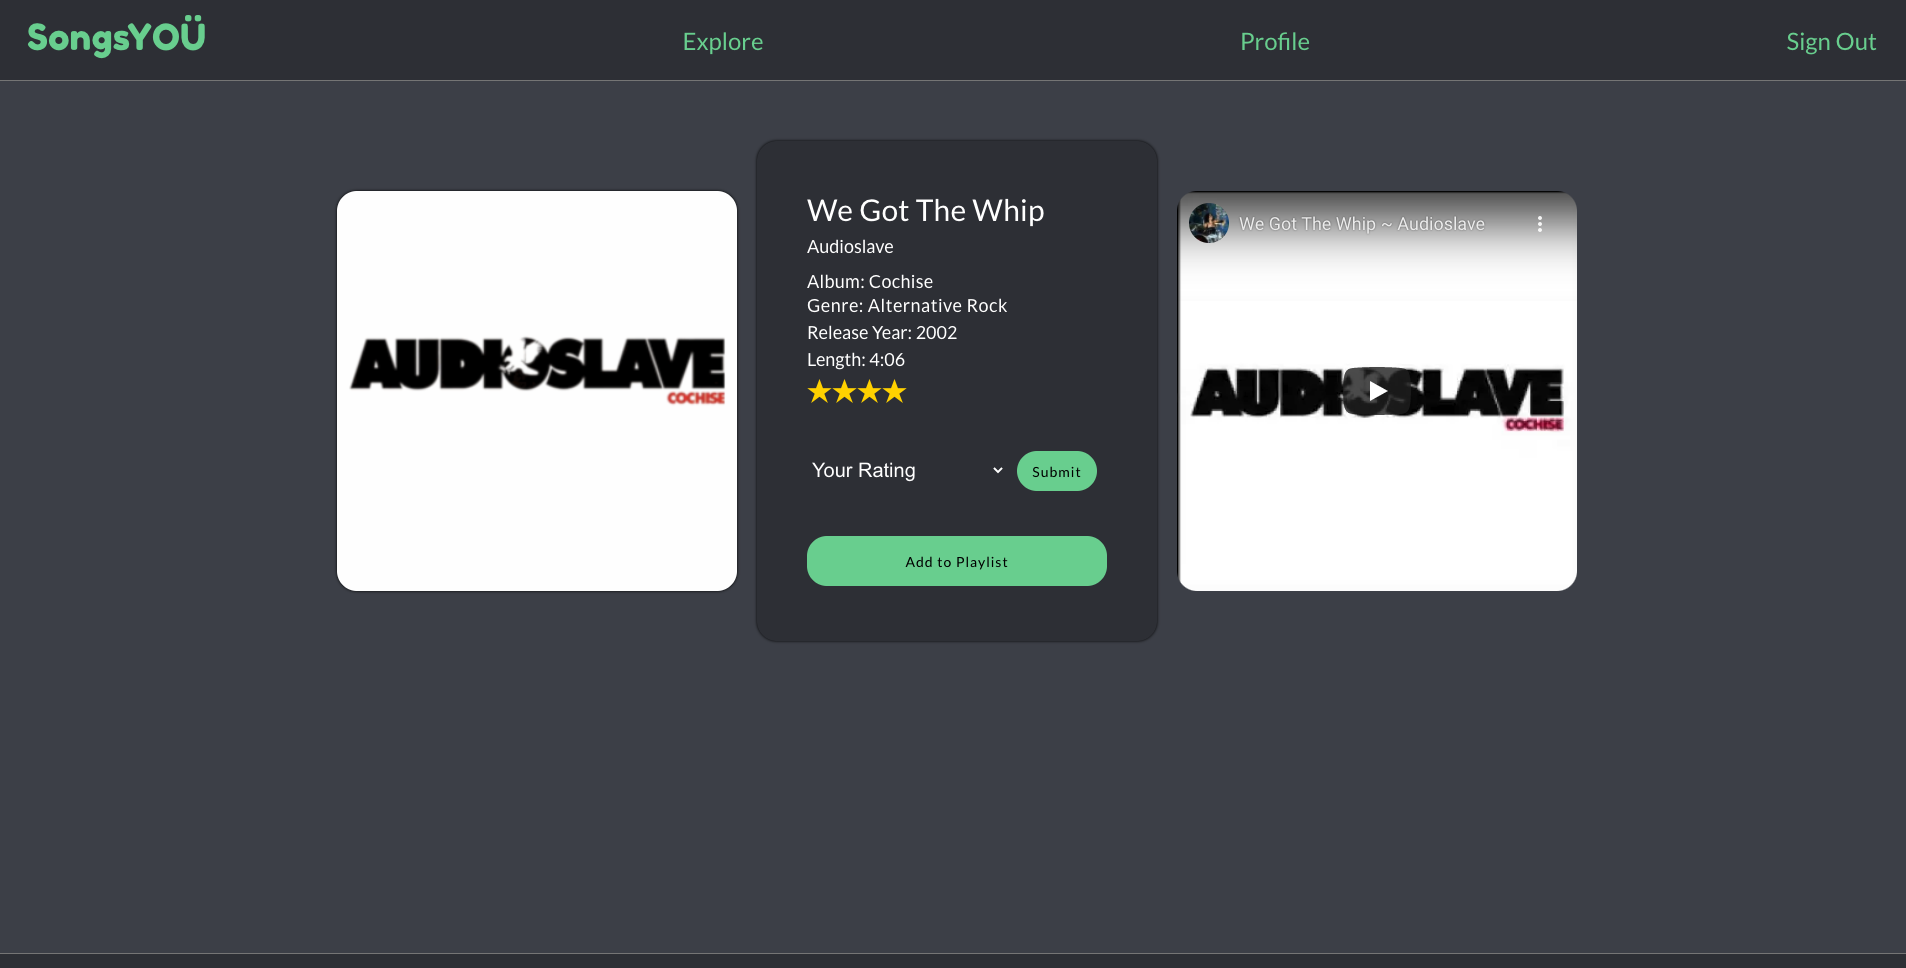 SongsYOÜ
Explore
Profile
Sign Out
AUDIOSLAVE
COCHISE
We Got The Whip
Audioslave
Album: Cochise
Genre: Alternative Rock
Release Year: 2002
Length: 4:06
Your Rating
Submit
Add to Playlist
We Got The Whip ~ Audioslave
AUDIOSLAVE
COCHISE